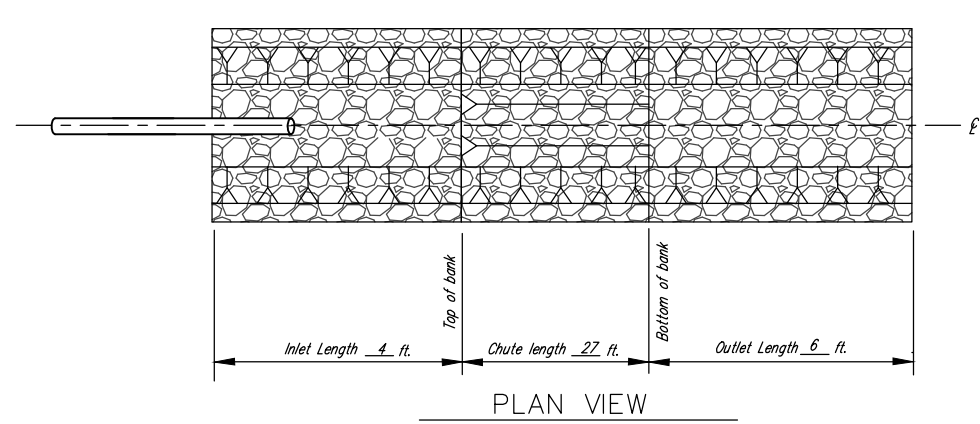 ℄
Top of bank
Bottom of bank
Inlet Length 4 ft.
Chute length 27 ft.
Outlet Length 6 ft.
PLAN VIEW